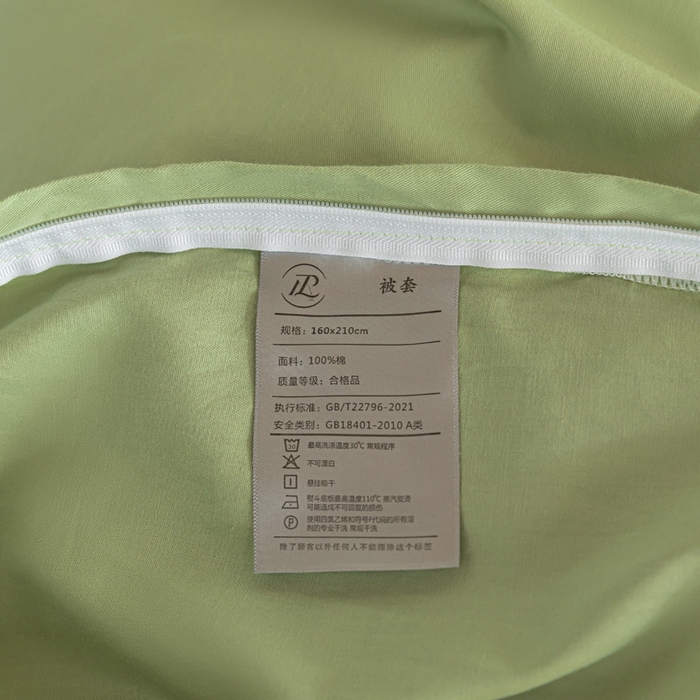 被套
规格：160x210cm
面料：100%棉
质量等级：合格品
执行标准：GB/T22796-2021
安全类别：GB18401-2010 A类
30
最高洗涤温度30℃ 常规程序
不可漂白
悬挂晾干
熨斗底板最高温度110℃ 蒸汽熨烫
可能造成不可回复的损伤
P
使用四氯乙烯和符号F代码的所有溶
剂的专业干洗 常规干洗
除了顾客以外任何人不能撕除这个标签